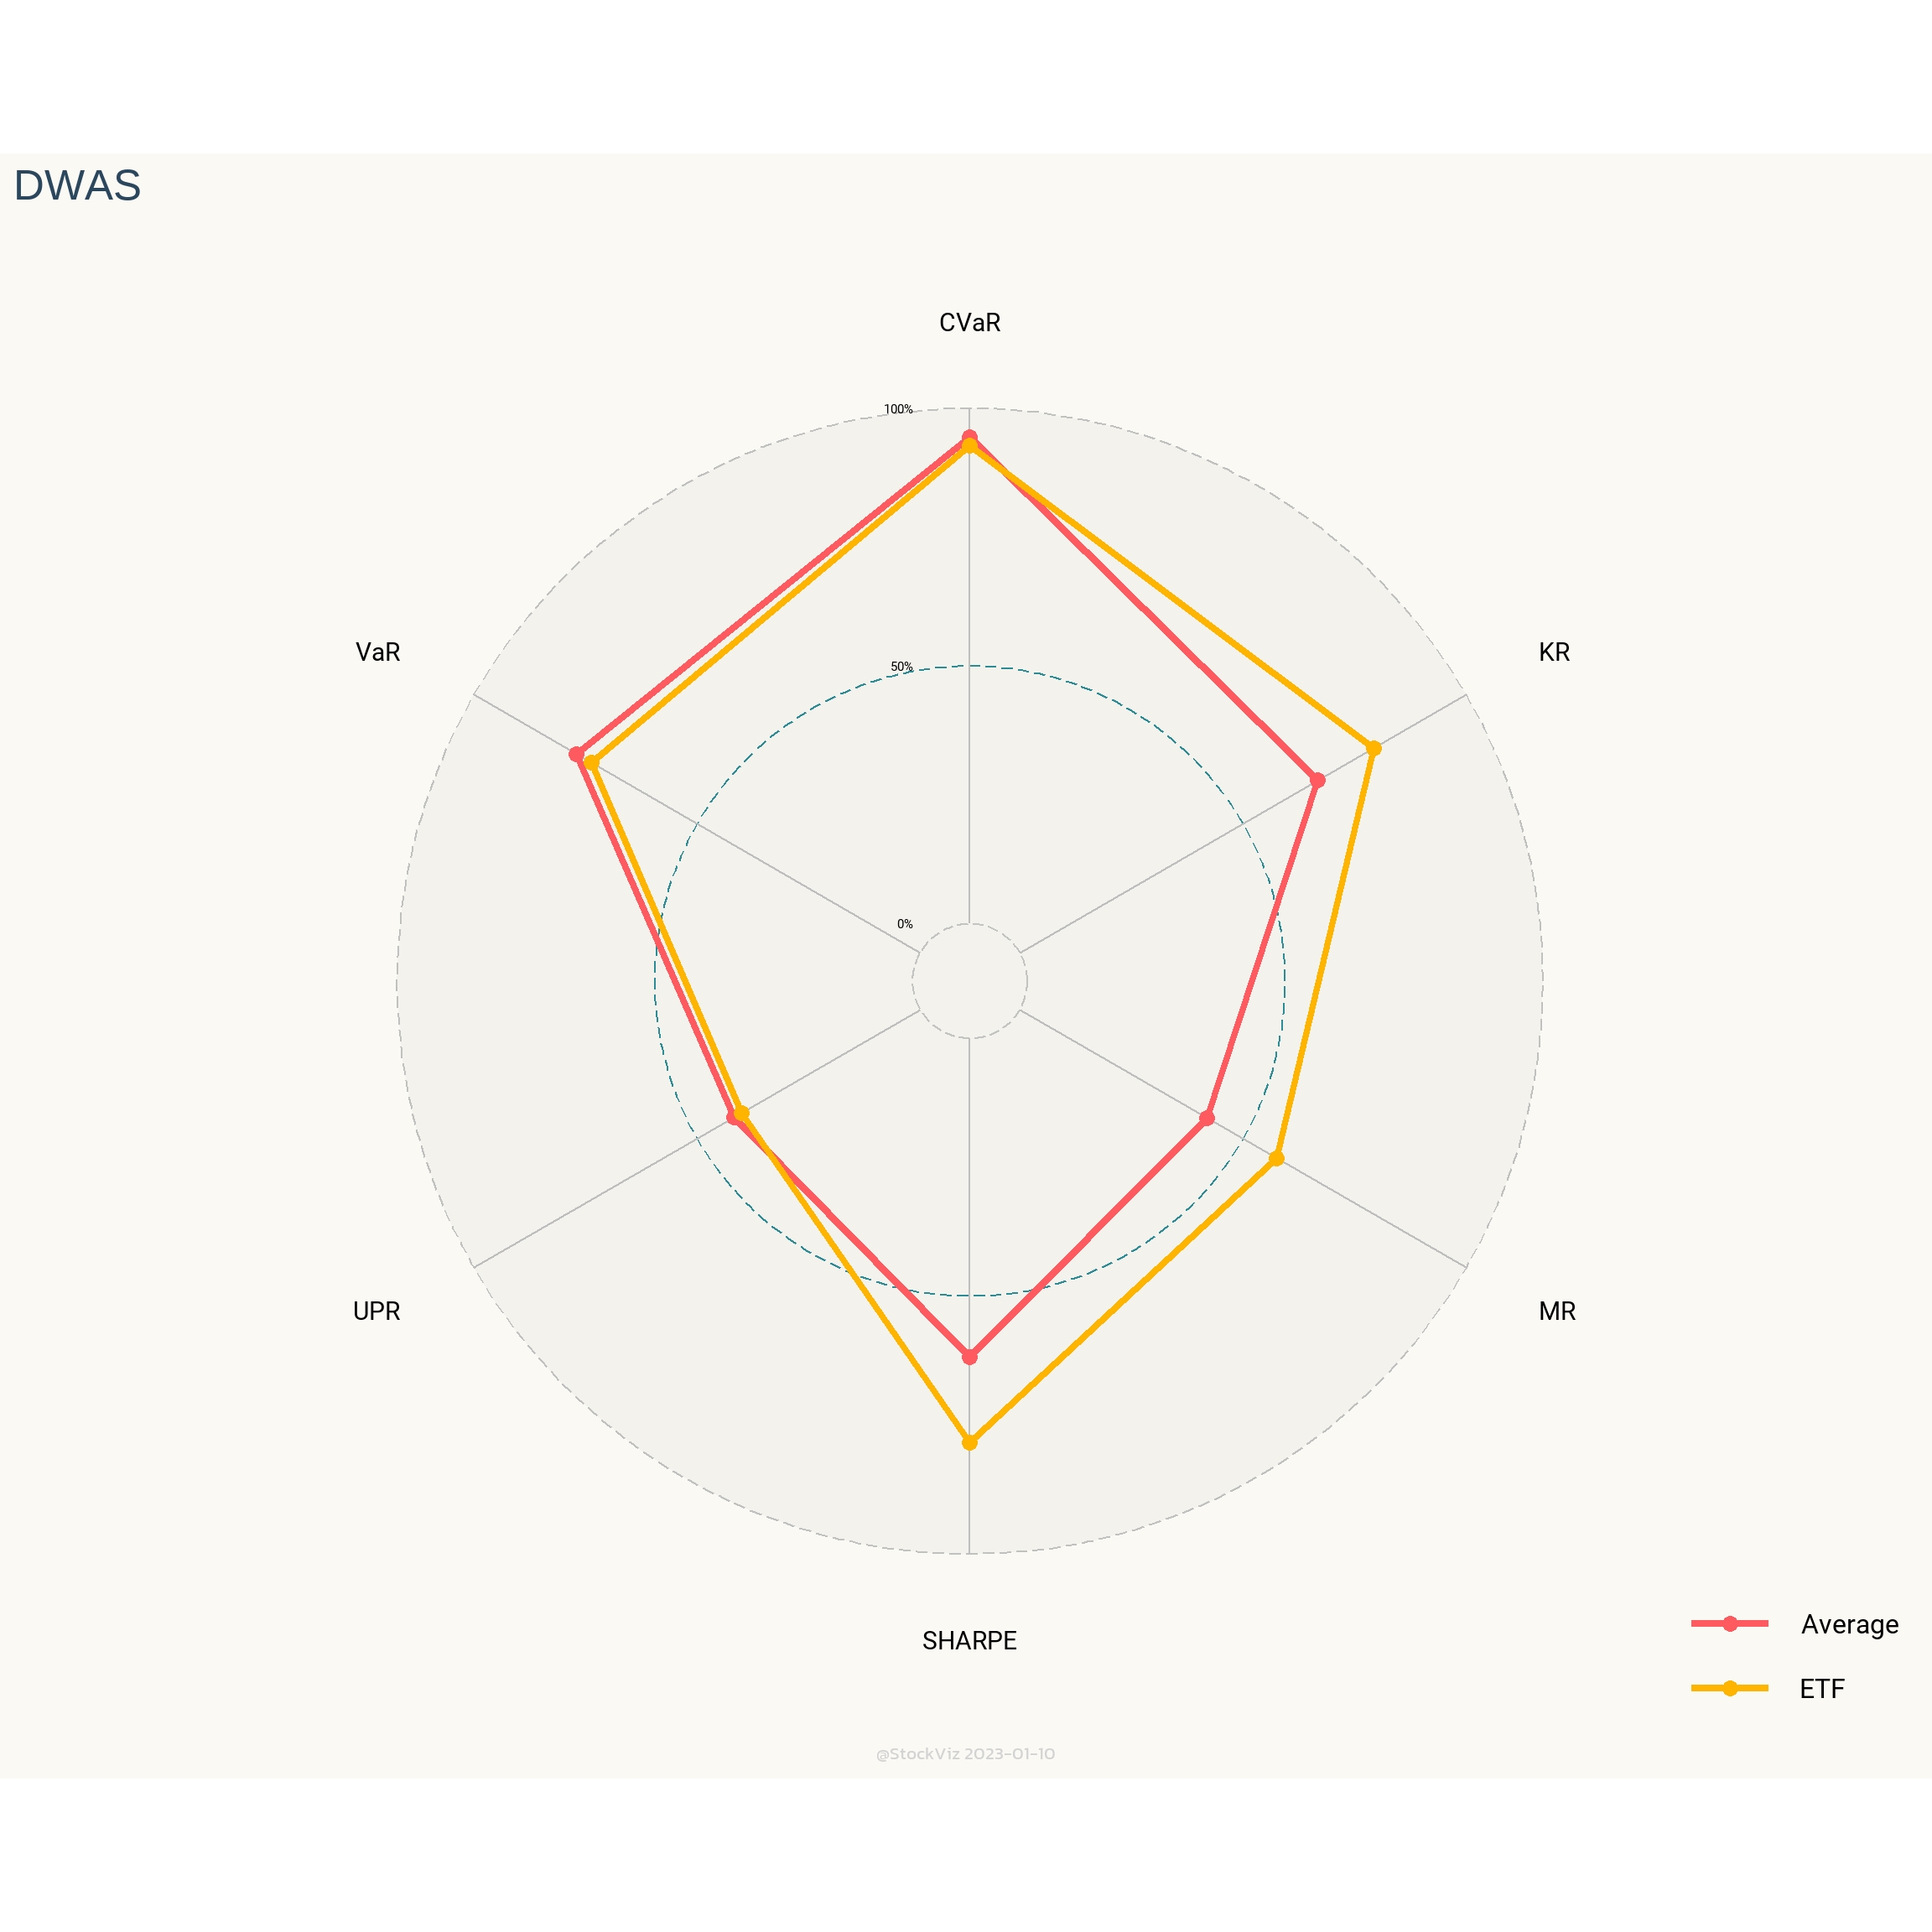 DWAS
CVaR
100%
VaR
KR
50%
0%
UPR
MR
SHARPE
Average
ETF
@StockViz 2023-01-10